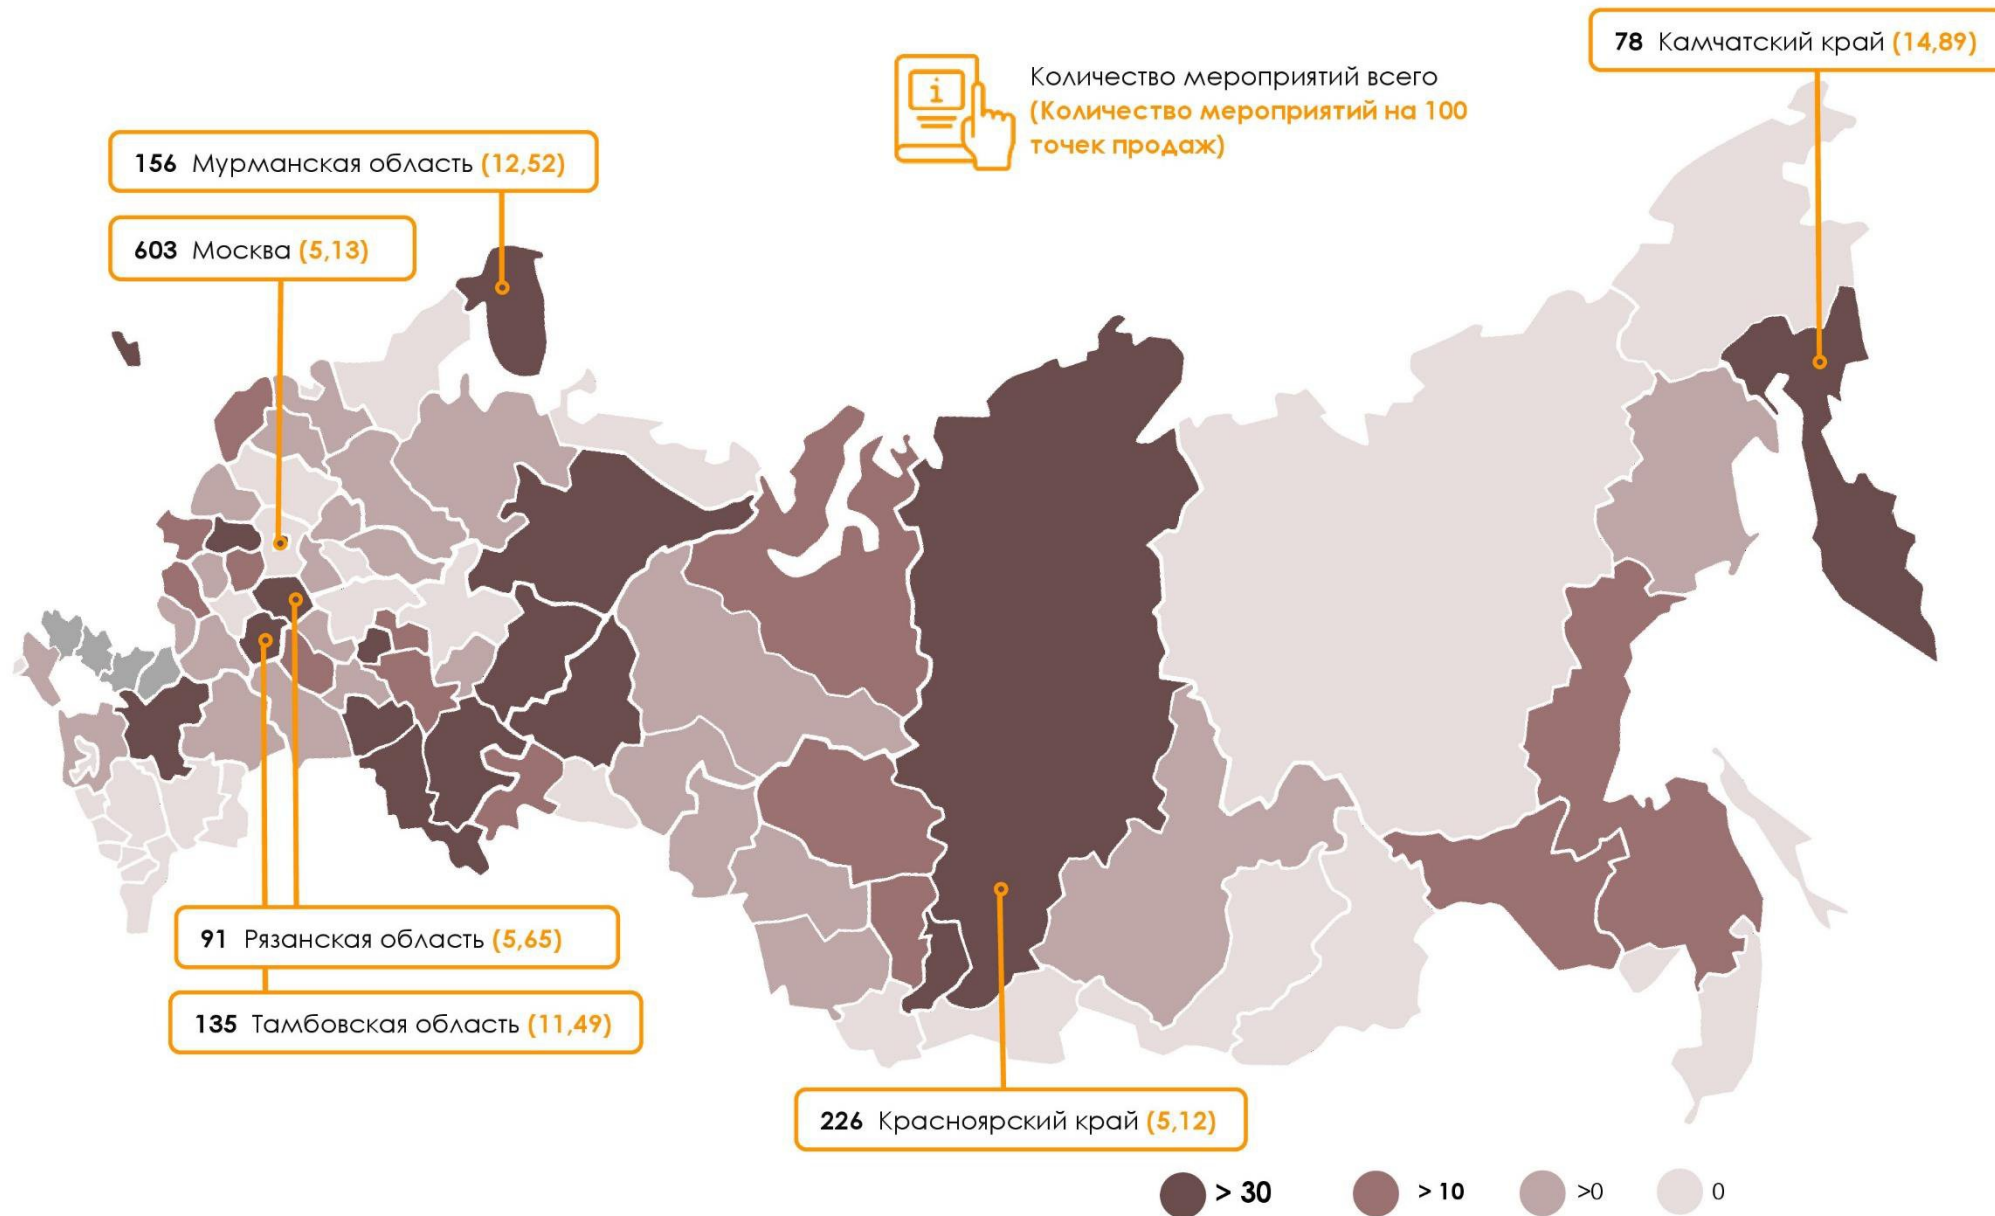 78 Камчатский край (14,89)
Количество мероприятий всего
(Количество мероприятий на 100
точек продаж)
156 Мурманская область (12,52)
603 Москва (5,13)
91 Рязанская область (5,65)
135 Тамбовская область (11,49)
226 Красноярский край (5,12)
> 30
> 10
>0
0